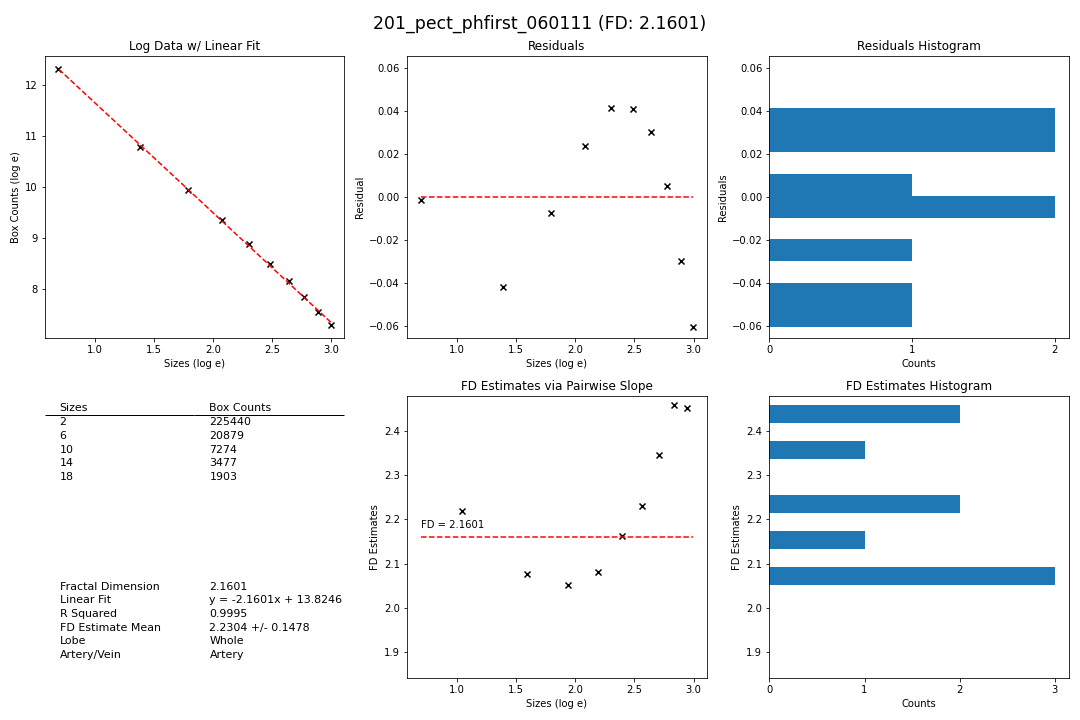 201_pect_phfirst_060111 (FD: 2.1601)
Log Data w/ Linear Fit
Box Counts (log e)
12
11
10
9
8
1.0 1.5 2.0 2.5 3.0
Sizes (log e)
Residuals
Residual
0.06
0.04
0.02
0.00
−0.02
−0.04
−0.06
1.0 1.5 2.0 2.5 3.0
Sizes (log e)
Residuals Histogram
Residuals
0.06
0.04
0.02
0.00
−0.02
−0.04
−0.06
0 1 2
Counts
Sizes Box Counts
2 225440
6 20879
10 7274
14 3477
18 1903
Fractal Dimension 2.1601
Linear Fit y = -2.1601x + 13.8246
R Squared 0.9995
FD Estimate Mean 2.2304 +/- 0.1478
Lobe Whole
Artery/Vein Artery
FD Estimates via Pairwise Slope
FD Estimates
2.4
2.3
2.2
2.1
2.0
1.9
FD = 2.1601
1.0 1.5 2.0 2.5 3.0
Sizes (log e)
FD Estimates Histogram
FD Estimates
2.4
2.3
2.2
2.1
2.0
1.9
0 1 2 3
Counts